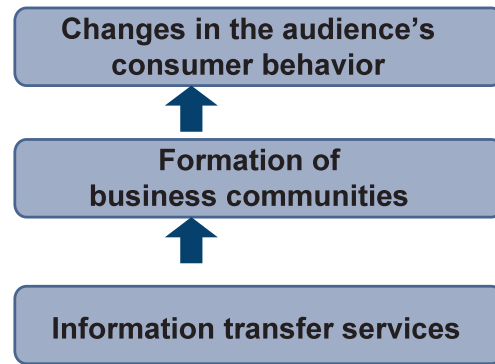 Changes in the audience's
consumer behavior
Formation of
business communities
Information transfer services